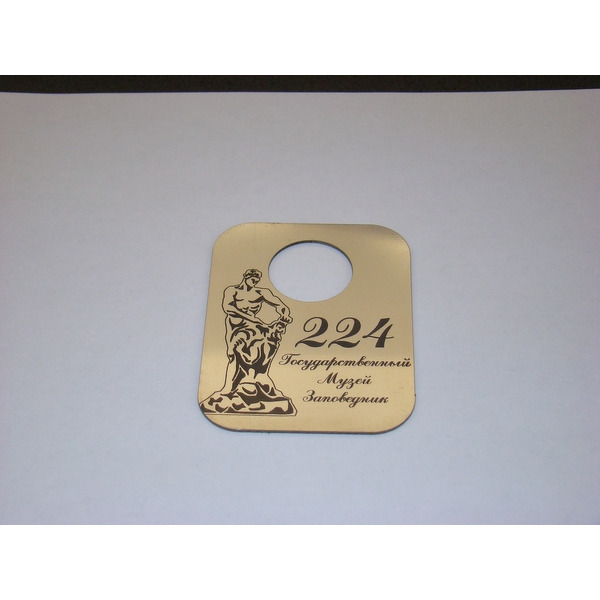 224
Государственный
Музей
Заповедник